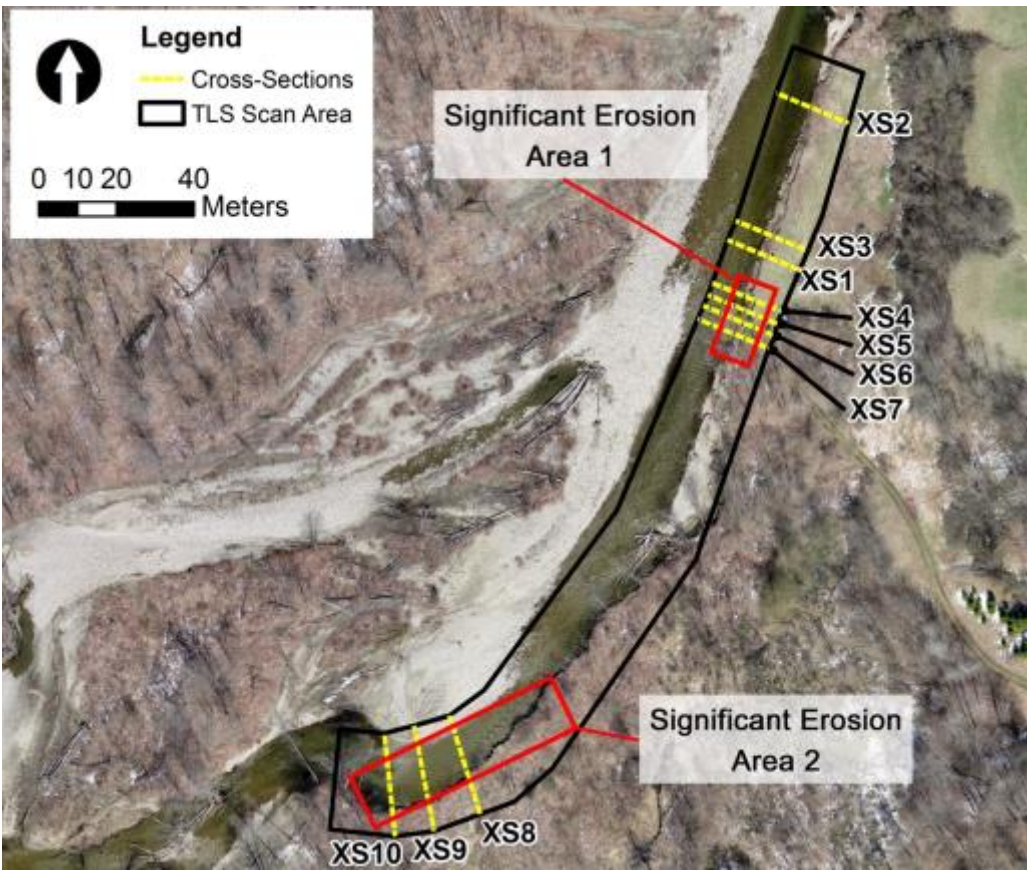 Legend
Cross-Sections
TLS Scan Area
0 10 20 40
Meters
Significant Erosion
Area 1
XS2
XS3
XS1
XS4
XS5
XS6
XS7
Significant Erosion
Area 2
XS8
XS10 XS9